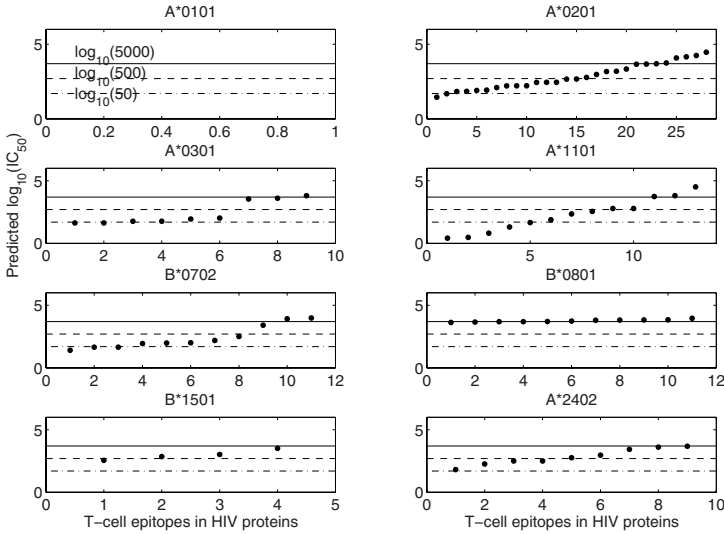 A*0101
A*0201
5
0
log10(5000)
log10(500)
log10(50)
0 0.2 0.4 0.6 0.8 1
5
0
0 5 10 15 20 25
A*0301
A*1101
5
0
0 2 4 6 8 10
5
0
0 5 10
B*0702
B*0801
5
0
0 2 4 6 8 10 12
5
0
0 2 4 6 8 10 12
B*1501
A*2402
5
0
0 1 2 3 4 5
5
0
0 2 4 6 8 10
Predicted log10(IC50)
T−cell epitopes in HIV proteins
T−cell epitopes in HIV proteins